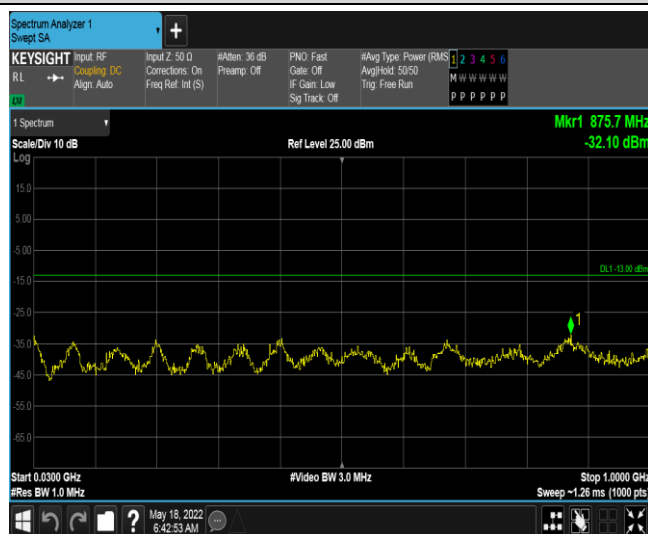 Spectrum Analyzer 1
Swept SA
KEYSIGHT Input: RF Input Z: 50 Ω #Atten: 36 dB PNO: Fast #Avg Type: Power (RMS 1 2 3 4 5 6
RL Coupling: DC Corrections: On Preamp: Off Gate: Off Avg|Hold: 50/50 M W W W W W
Align: Auto Freq Ref: Int (S) IF Gain: Low Trig: Free Run
Sig Track: Off P P P P P P
LXI
1 Spectrum Mkr1 875.7 MHz
Scale/Div 10 dB Ref Level 25.00 dBm -32.10 dBm
Log
15.0
5.00
-5.00
DL1 -13.00 dBm
-15.0
-25.0
1
-35.0
-45.0
-55.0
-65.0
Start 0.0300 GHz #Video BW 3.0 MHz Stop 1.0000 GHz
#Res BW 1.0 MHz Sweep ~1.26 ms (1000 pts)
? May 18, 2022
6:42:53 AM